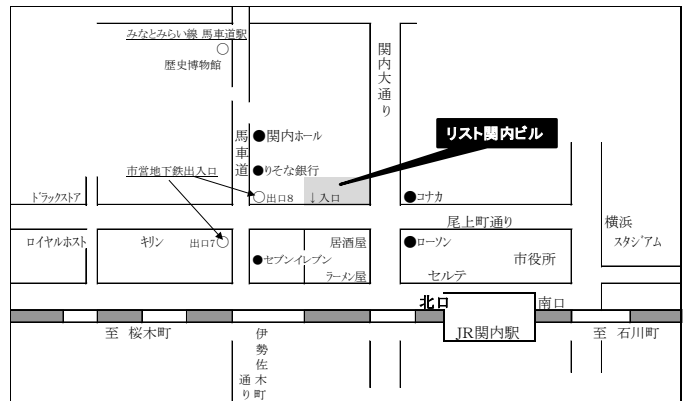 みなとみらい線 馬車道駅
歴史博物館
関内大通り
馬車道
関内ホール
リスト関内ビル
りそな銀行
市営地下鉄出入口
ドラックストア
出口8
↓入口
コナカ
尾上町通り
横浜
スタジアム
ロイヤルホスト
キリン
出口7
居酒屋
ローソン
市役所
セブンイレブン
ラーメン屋
セルテ
北口
南口
至 桜木町
JR関内駅
至 石川町
伊勢佐木町
通り